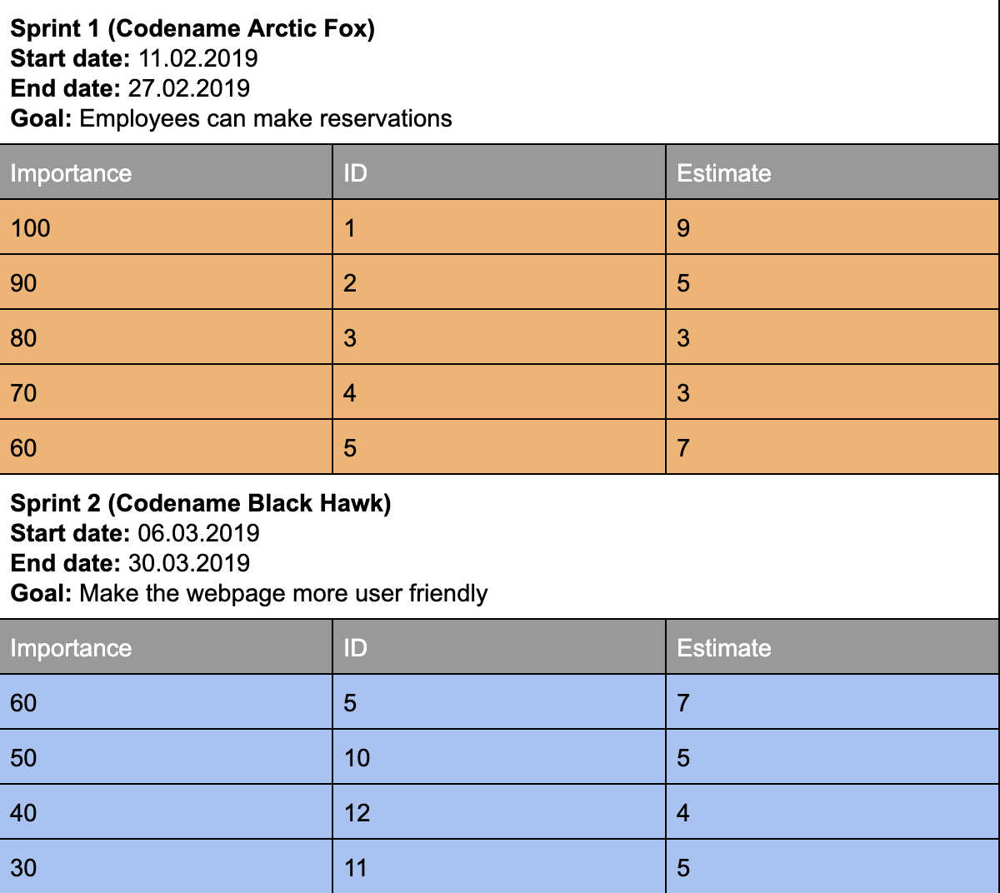 Sprint 1 (Codename Arctic Fox)
Start date: 11.02.2019
End date: 27.02.2019
Goal: Employees can make reservations
Importance ID Estimate
100 1 9
90 2 5
80 3 3
70 4 3
60 5 7
Sprint 2 (Codename Black Hawk)
Start date: 06.03.2019
End date: 30.03.2019
Goal: Make the webpage more user friendly
Importance ID Estimate
60 5 7
50 10 5
40 12 4
30 11 5